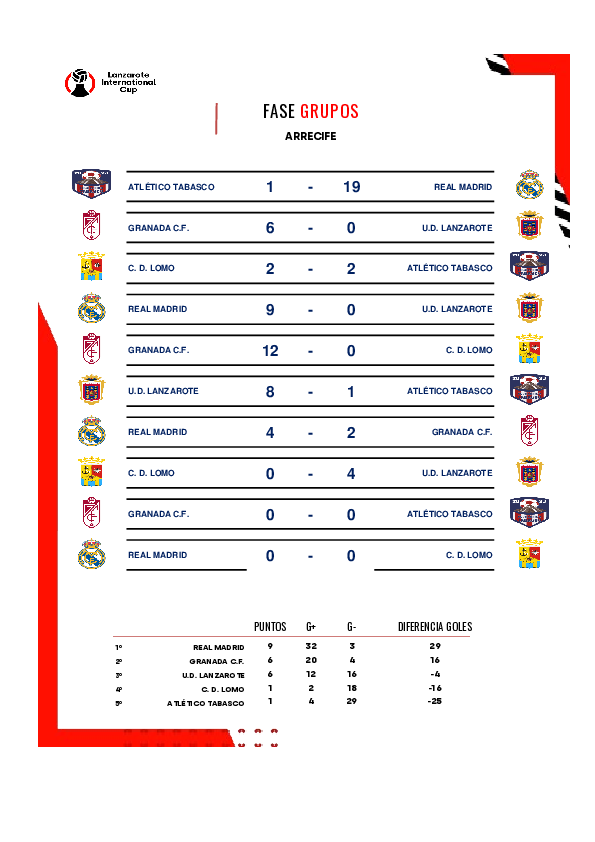 Lanzarote
International
Cup
FASE GRUPOS
ARRECIFE
ATLÉTICO TABASCO 1 - 19 REAL MADRID
GRANADA C.F. 6 - 0 U.D. LANZAROTE
C. D. LOMO 2 - 2 ATLÉTICO TABASCO
REAL MADRID 9 - 0 U.D. LANZAROTE
GRANADA C.F. 12 - 0 C. D. LOMO
U.D. LANZAROTE 8 - 1 ATLÉTICO TABASCO
REAL MADRID 4 - 2 GRANADA C.F.
C. D. LOMO 0 - 4 U.D. LANZAROTE
GRANADA C.F. 0 - 0 ATLÉTICO TABASCO
REAL MADRID 0 - 0 C. D. LOMO
PUNTOS G+ G- DIFERENCIA GOLES
1º REAL MADRID 9 32 3 29
2º GRANADA C.F. 6 20 4 16
3º U.D. LANZAROTE 6 12 16 -4
4º C. D. LOMO 1 2 18 -16
5º ATLÉTICO TABASCO 1 4 29 -25